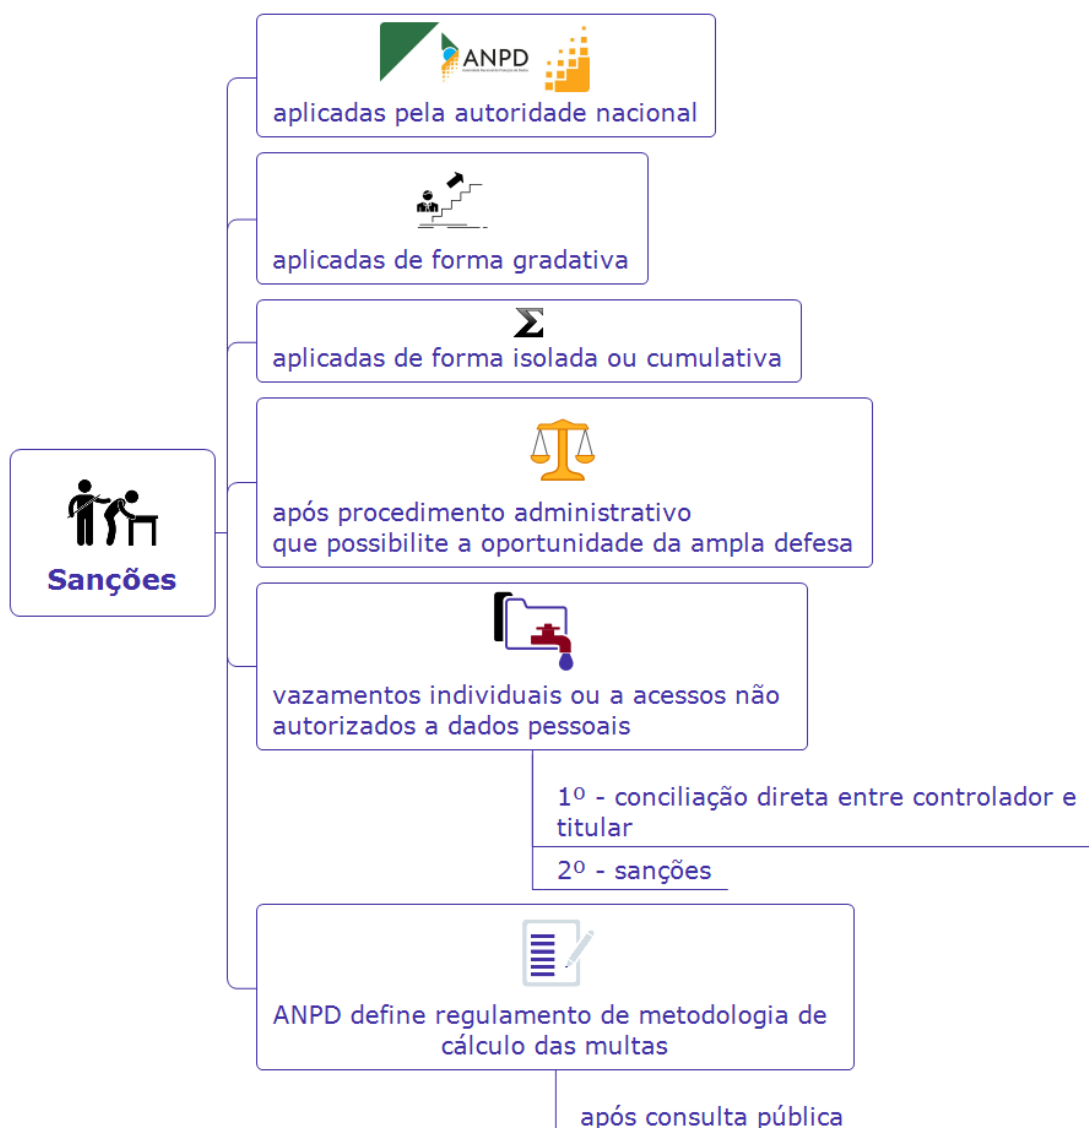 ANPD
aplicadas pela autoridade nacional
aplicadas de forma gradativa
Σ
aplicadas de forma isolada ou cumulativa
após procedimento administrativo
que possibilite a oportunidade da ampla defesa
Sanções
vazamentos individuais ou a acessos não
autorizados a dados pessoais
1º - conciliação direta entre controlador e
titular
2º - sanções
ANPD define regulamento de metodologia de
cálculo das multas
após consulta pública